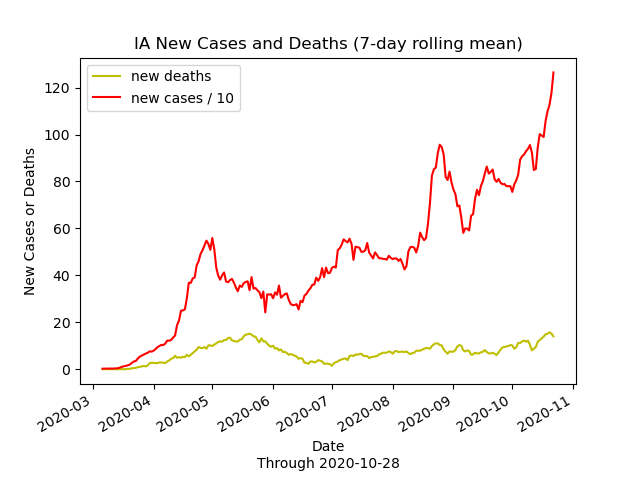 IA New Cases and Deaths (7-day rolling mean)
new deaths
new cases / 10
New Cases or Deaths
120
100
80
60
40
20
0
2020-03
2020-04
2020-05
2020-06
2020-07
2020-08
2020-09
2020-10
2020-11
Date
Through 2020-10-28